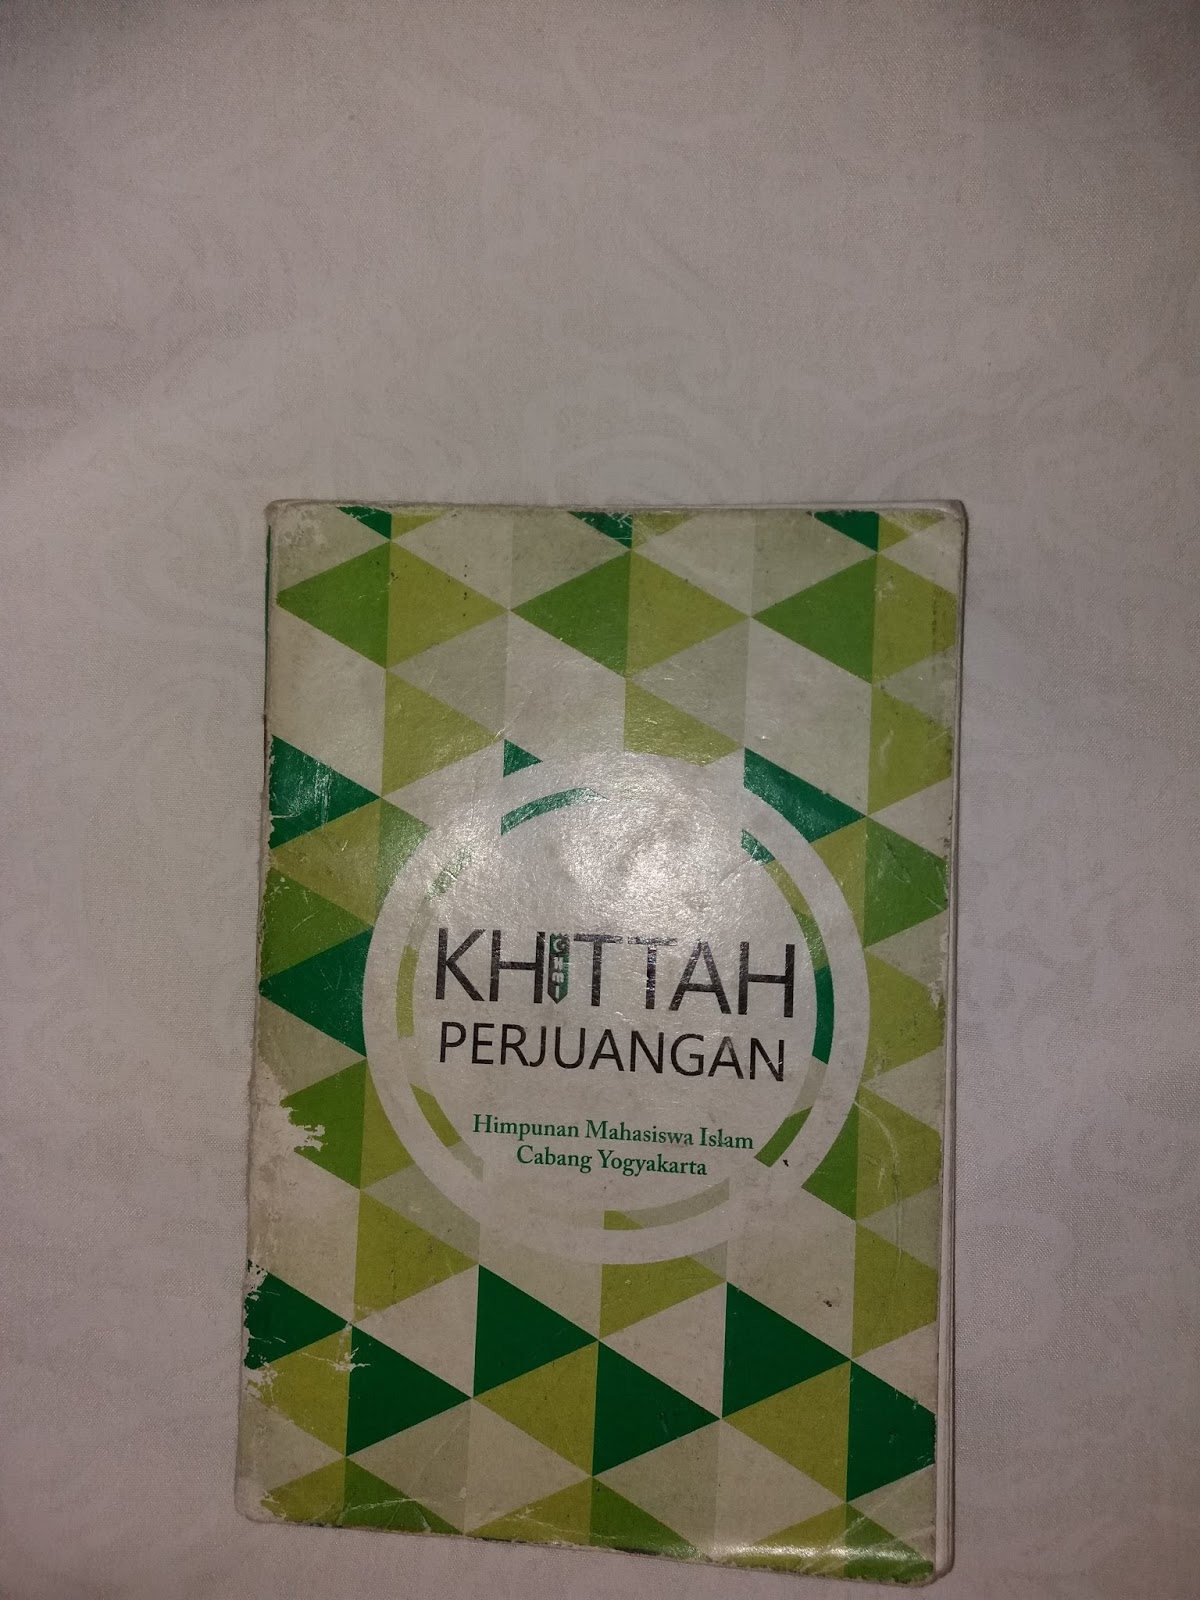 KHITTAH
PERJUANGAN
Himpunan Mahasiswa Islam
Cabang Yogyakarta